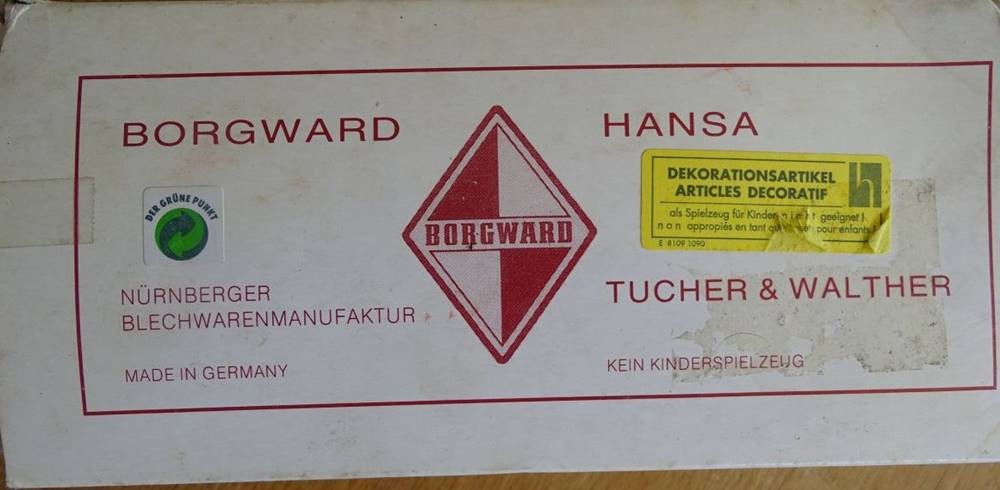 BORGWARD
HANSA
DER GRÜNE PUNKT
BORGWARD
DEKORATIONSARTIKEL
ARTICLES DECORATIF
als Spielzeug für Kinder geeignet!
non appropiés en tant pour enfants!
E 8109 1090
NÜRNBERGER
BLECHWARENMANUFAKTUR
TUCHER & WALTHER
MADE IN GERMANY
KEIN KINDERSPIELZEUG